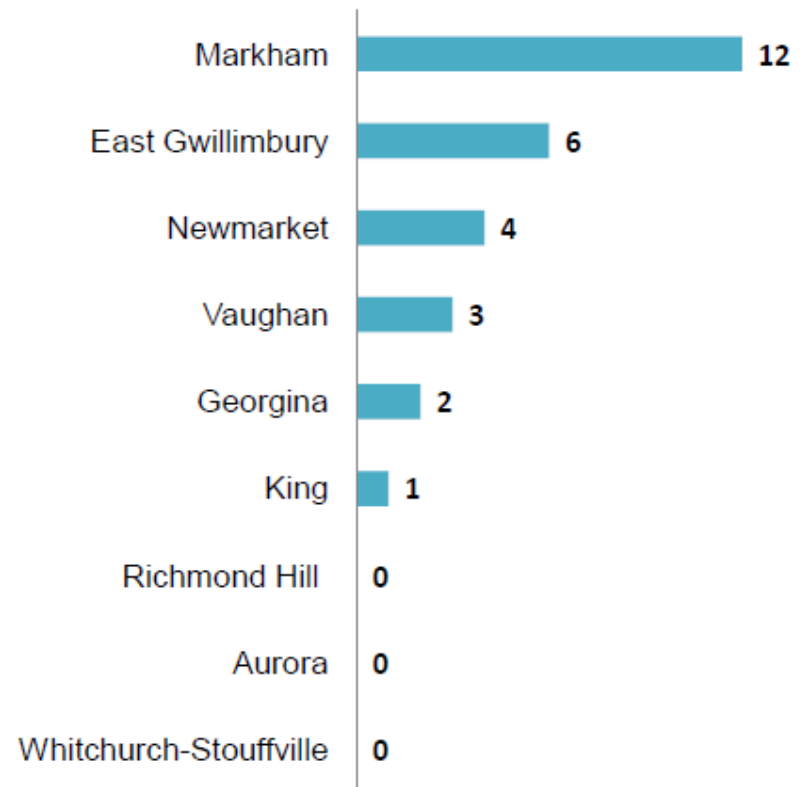 Markham 12
East Gwillimbury 6
Newmarket 4
Vaughan 3
Georgina 2
King 1
Richmond Hill 0
Aurora 0
Whitchurch-Stouffville 0